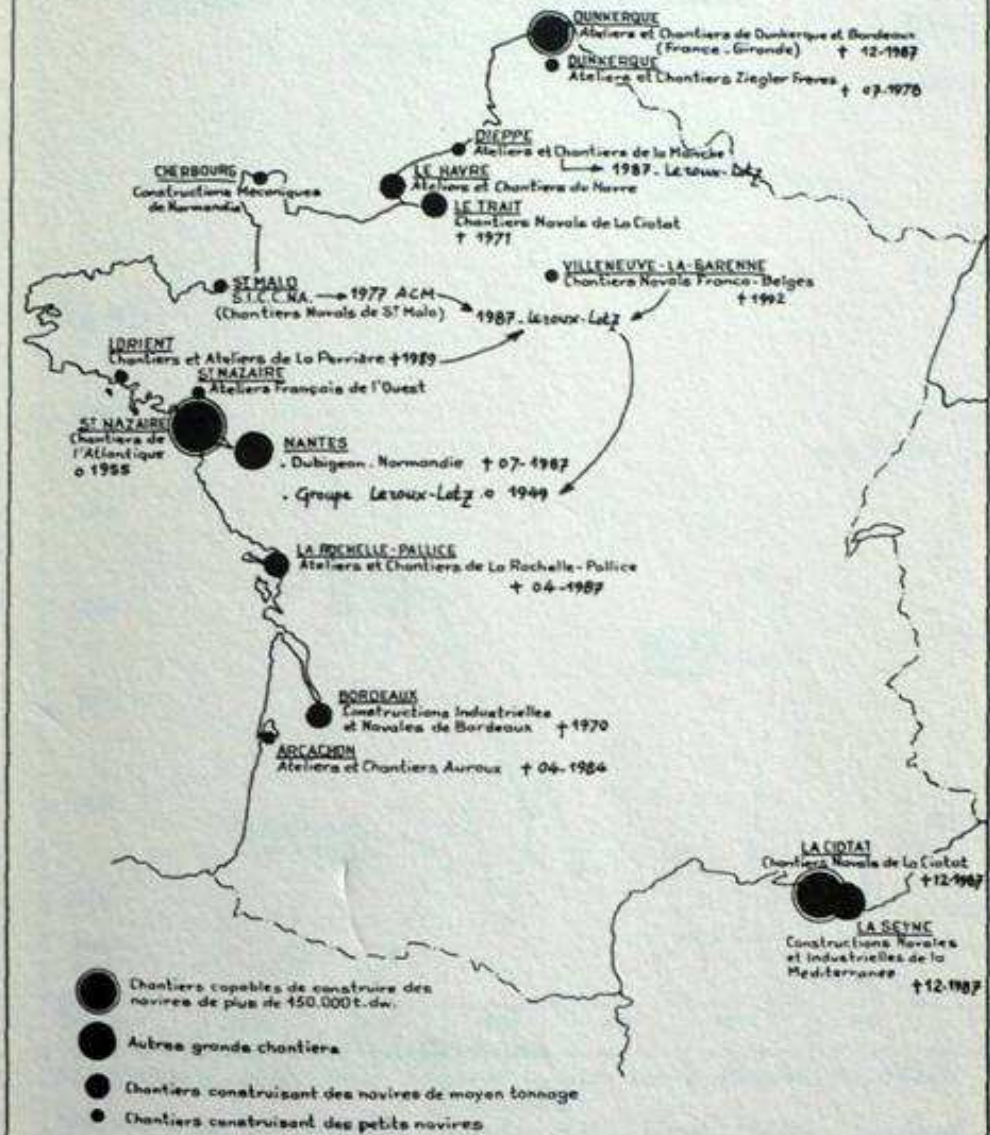 DUNKERQUE
Ateliers et Chantiers de Dunkerque et Bordeaux
(France-Gironde) † 12-1987
DUNKERQUE
Ateliers et Chantiers Ziegler Frères
† 07-1978
DIEPPE
Ateliers et Chantiers de la Manche
1987. Leroux-Lotz
CHERBOURG
Constructions Mécaniques
de Normandie
LE HAVRE
Ateliers et Chantiers du Havre
LE TRAIT
Chantiers Navals de La Ciotat
† 1971
VILLENEUVE-LA-GARENNE
Chantiers Navals Franco-Belges
† 1992
ST MALO
S.I.C.C.NA. 1977 ACM
(Chantiers Navals de ST Malo)
1987. Leroux-Lotz
LORIENT
Chantiers et Ateliers de La Perrière † 1989
ST NAZAIRE
Ateliers Français de l'Ouest
ST NAZAIRE
Chantiers de
l'Atlantique
o 1955
NANTES
. Dubigeon. Normandie † 07-1987
. Groupe Leroux-Lotz o 1949
LA ROCHELLE-PALLICE
Ateliers et Chantiers de La Rochelle-Pallice
† 04-1987
BORDEAUX
Constructions Industrielles
et Navales de Bordeaux † 1970
ARCACHON
Ateliers et Chantiers Auroux † 04-1984
LA CIOTAT
Chantiers Navals de La Ciotat
† 12-1987
LA SEYNE
Constructions Navales
et Industrielles de la
Méditerranée
† 12-1987
Chantiers capables de construire des
navires de plus de 150.000 t.dw.
Autres grands chantiers
Chantiers construisant des navires de moyen tonnage
Chantiers construisant des petits navires